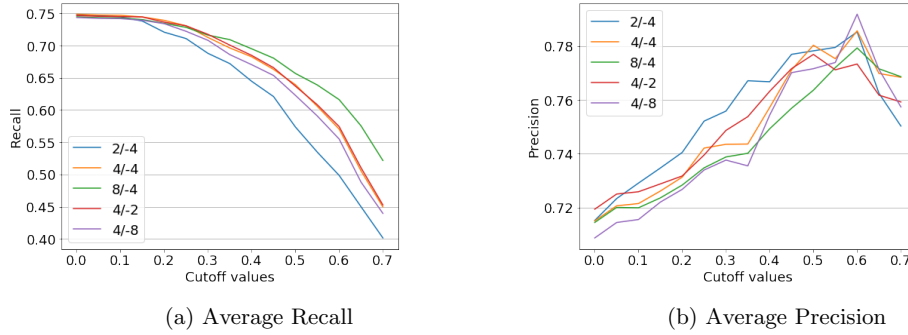 0.75
0.70
0.65
0.60
0.55
0.50
0.45
0.40
Recall
2/-4
4/-4
8/-4
4/-2
4/-8
0.0 0.1 0.2 0.3 0.4 0.5 0.6 0.7
Cutoff values
(a) Average Recall
0.78
0.76
0.74
0.72
Precision
2/-4
4/-4
8/-4
4/-2
4/-8
0.0 0.1 0.2 0.3 0.4 0.5 0.6 0.7
Cutoff values
(b) Average Precision